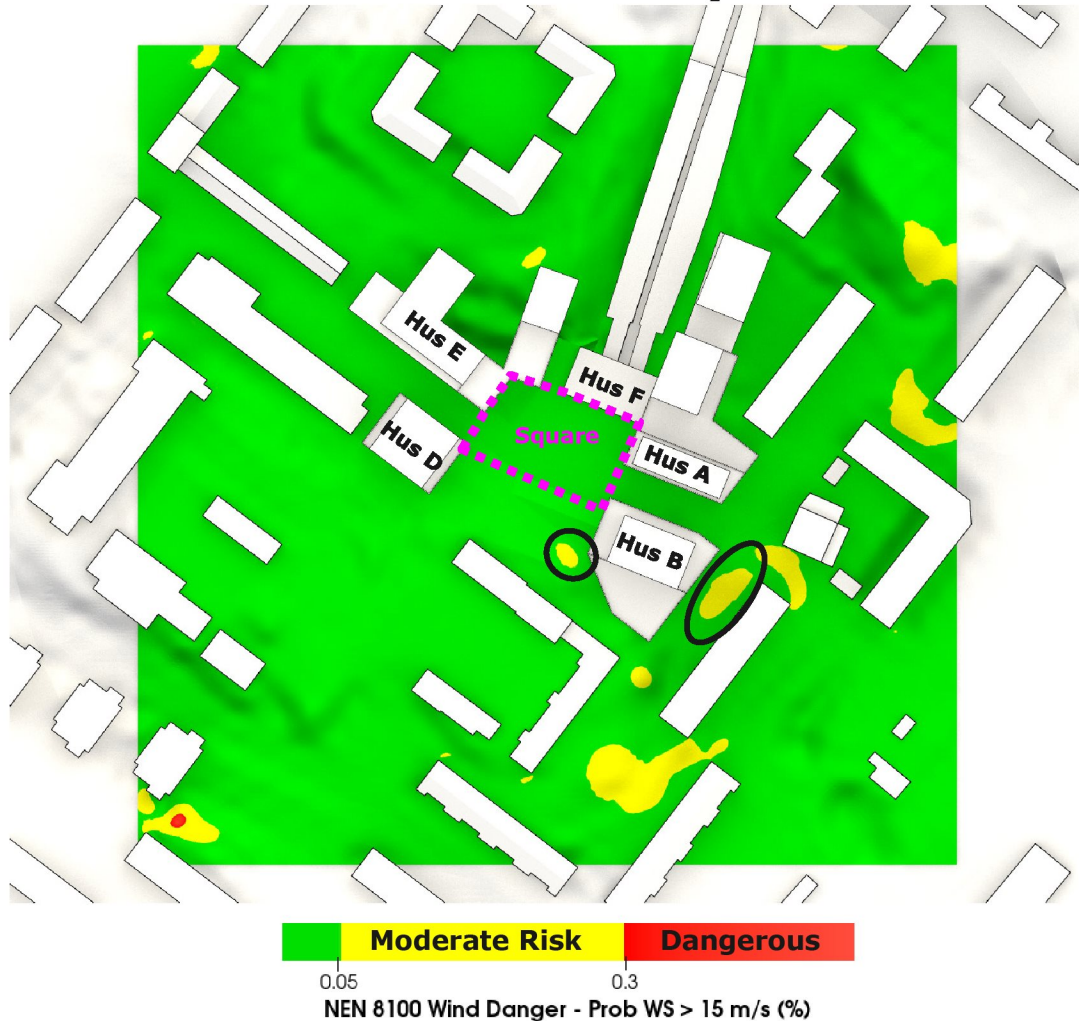 Hus E
Hus F
Square
Hus D
Hus A
Hus B
Moderate Risk
Dangerous
0.05
0.3
NEN 8100 Wind Danger - Prob WS > 15 m/s (%)